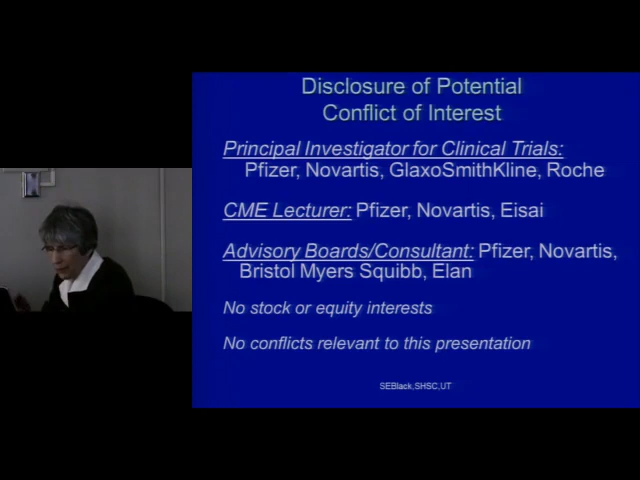 Disclosure of Potential
Conflict of Interest
Principal Investigator for Clinical Trials:
Pfizer, Novartis, GlaxoSmithKline, Roche
CME Lecturer: Pfizer, Novartis, Eisai
Advisory Boards/Consultant: Pfizer, Novartis,
Bristol Myers Squibb, Elan
No stock or equity interests
No conflicts relevant to this presentation
SEBlack,SHSC,UT